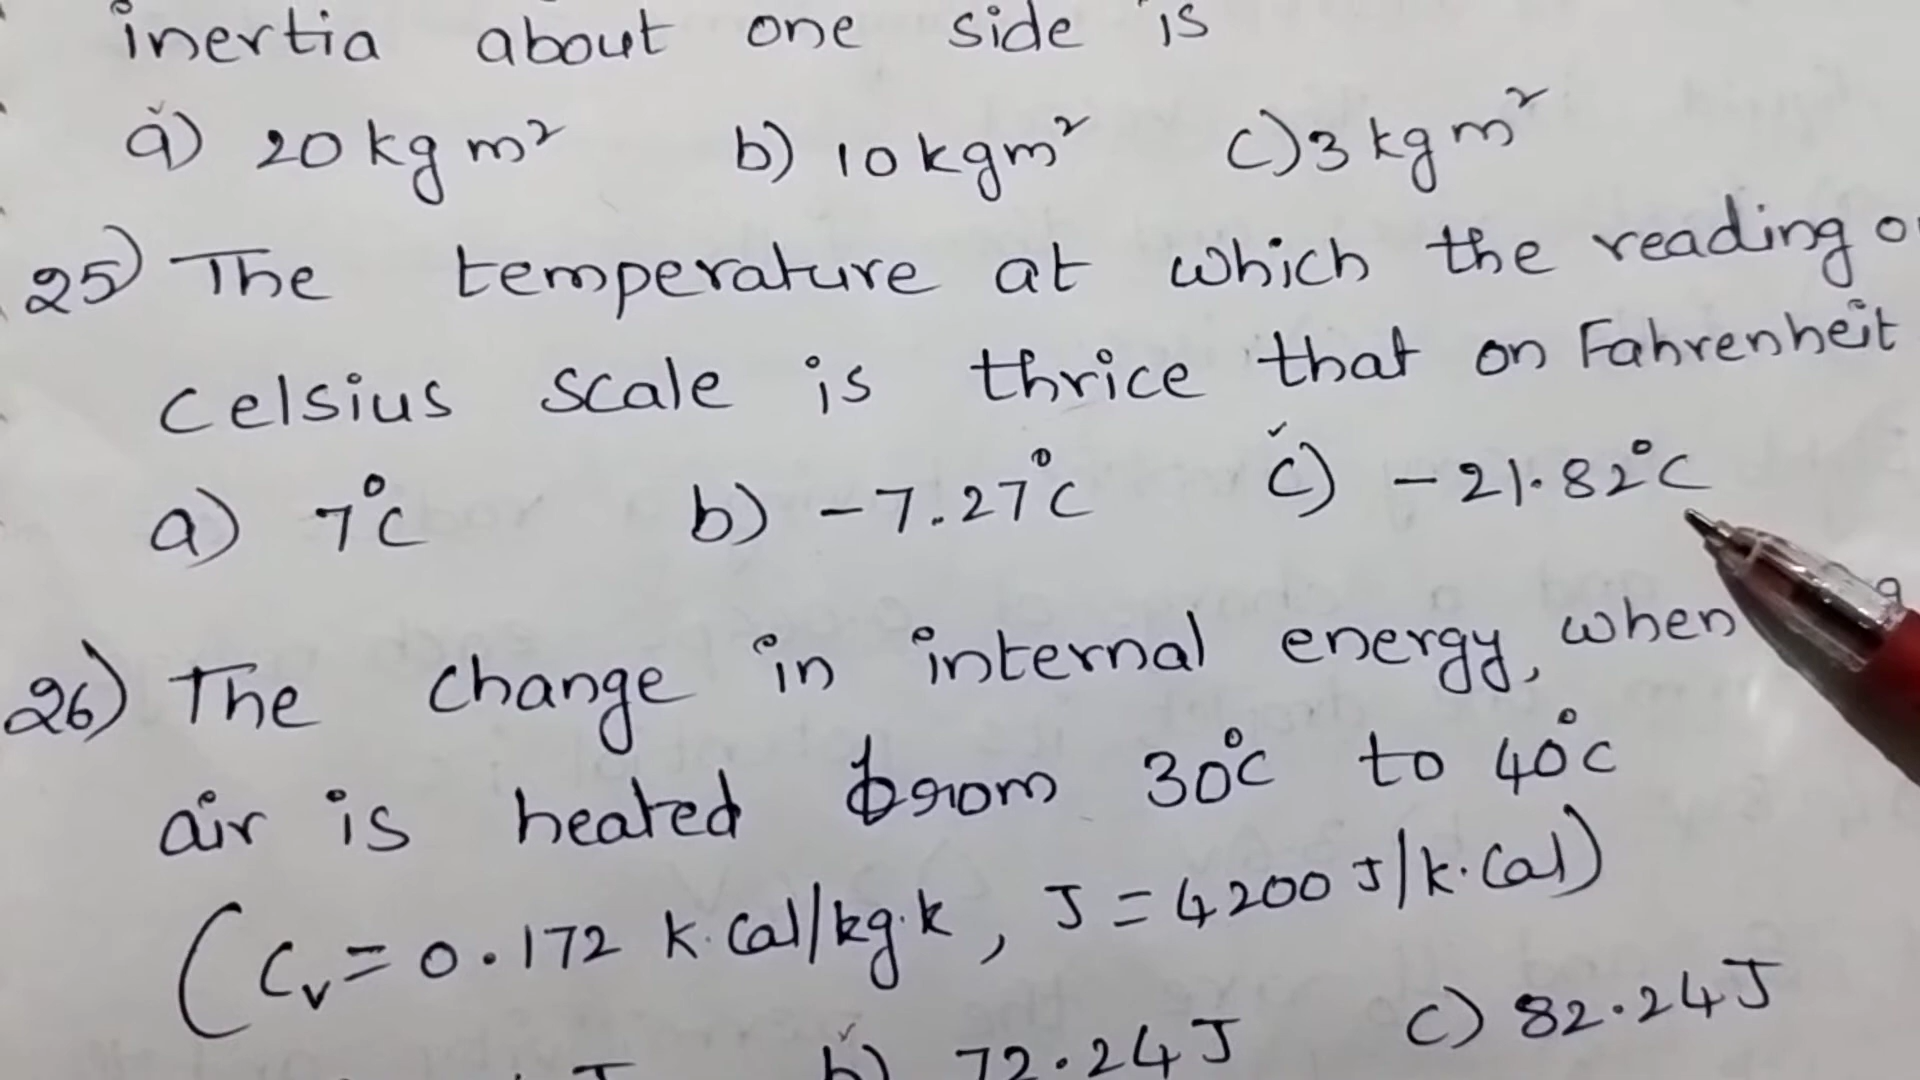 inertia about one side is
a) 20 kg m² b) 10 kgm² c) 3 kg m²
25) The temperature at which the reading
celsius scale is thrice that on Fahrenheit
a) 7°C b) -7.27°C c) -21.82°C
26) The change in internal energy, when
air is heated from 30°C to 40°C
(Cv = 0.172 k.Cal/kg.k, J = 4200 J/k.Cal)
b) 72.24J c) 82.24J